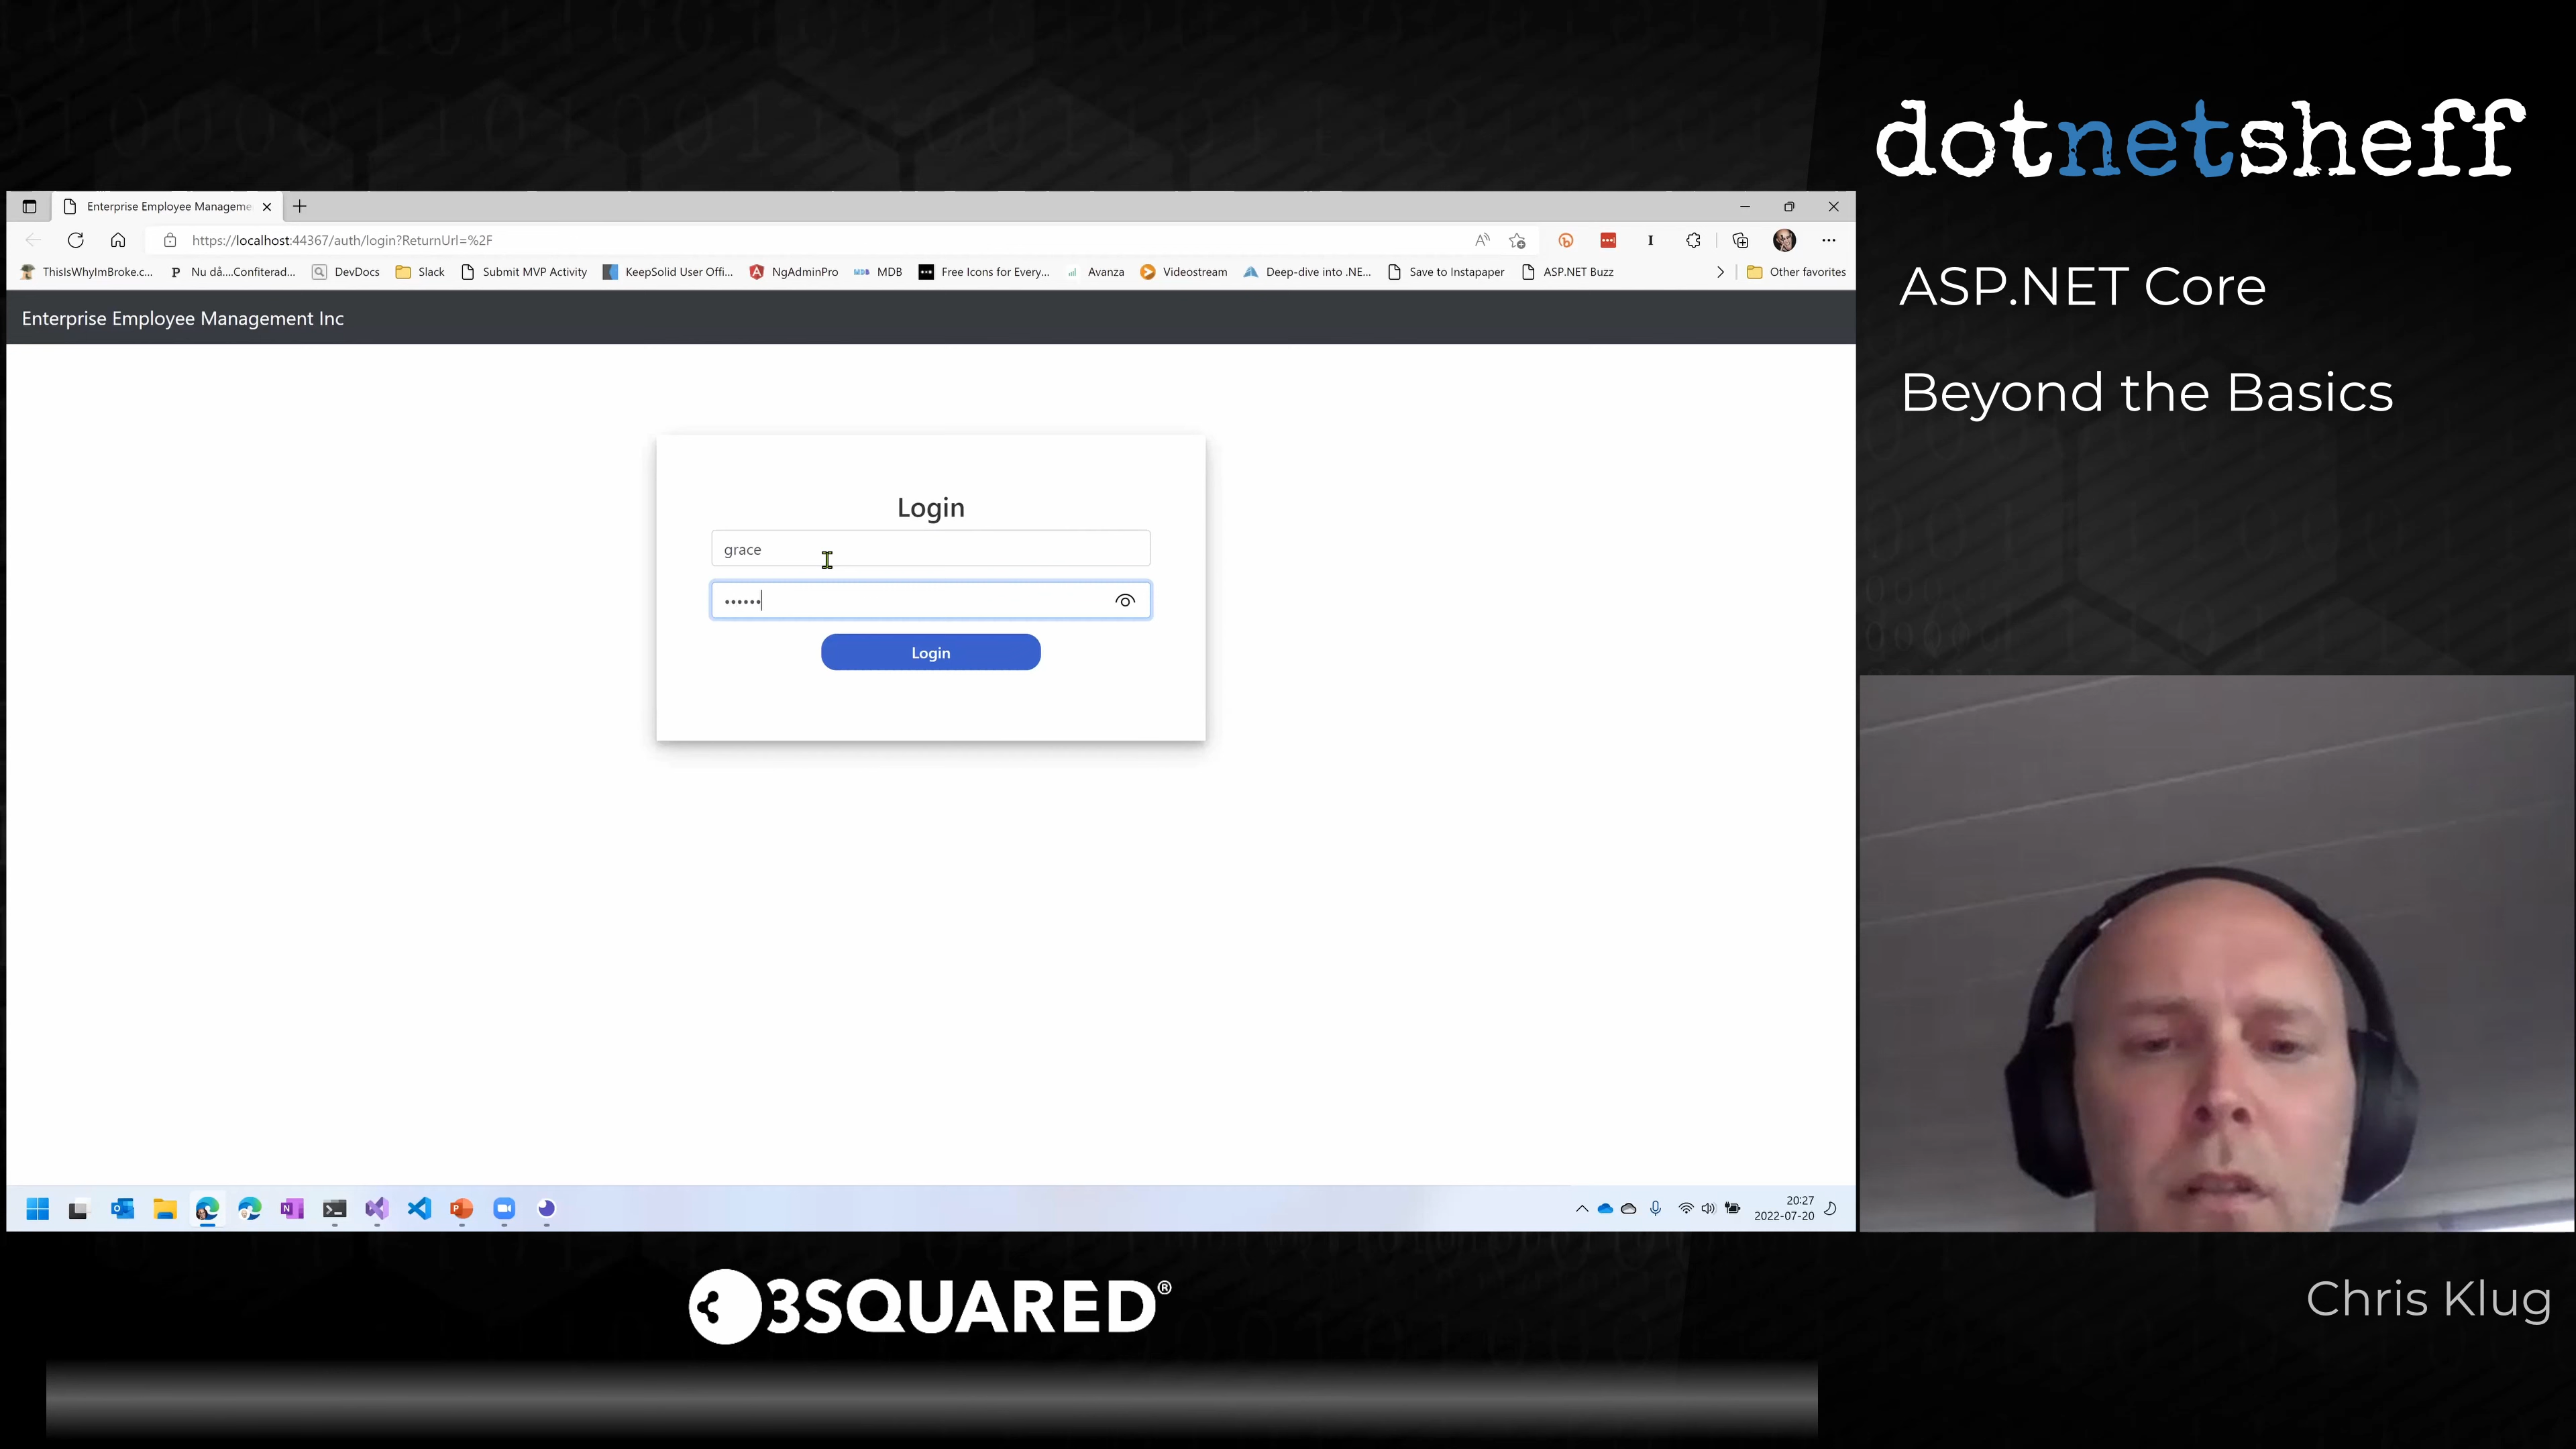 dotnetsheff
ASP.NET Core
Beyond the Basics
Enterprise Employee Manageme
https://localhost:44367/auth/login?ReturnUrl=%2F
ThisIsWhyImBroke.c... Nu då....Confiterad... DevDocs Slack Submit MVP Activity KeepSolid User Offi... NgAdminPro MDB Free Icons for Every... Avanza Videostream Deep-dive into .NE... Save to Instapaper ASP.NET Buzz Other favorites
Enterprise Employee Management Inc
Login
grace
••••••
Login
20:27
2022-07-20
3SQUARED®
Chris Klug